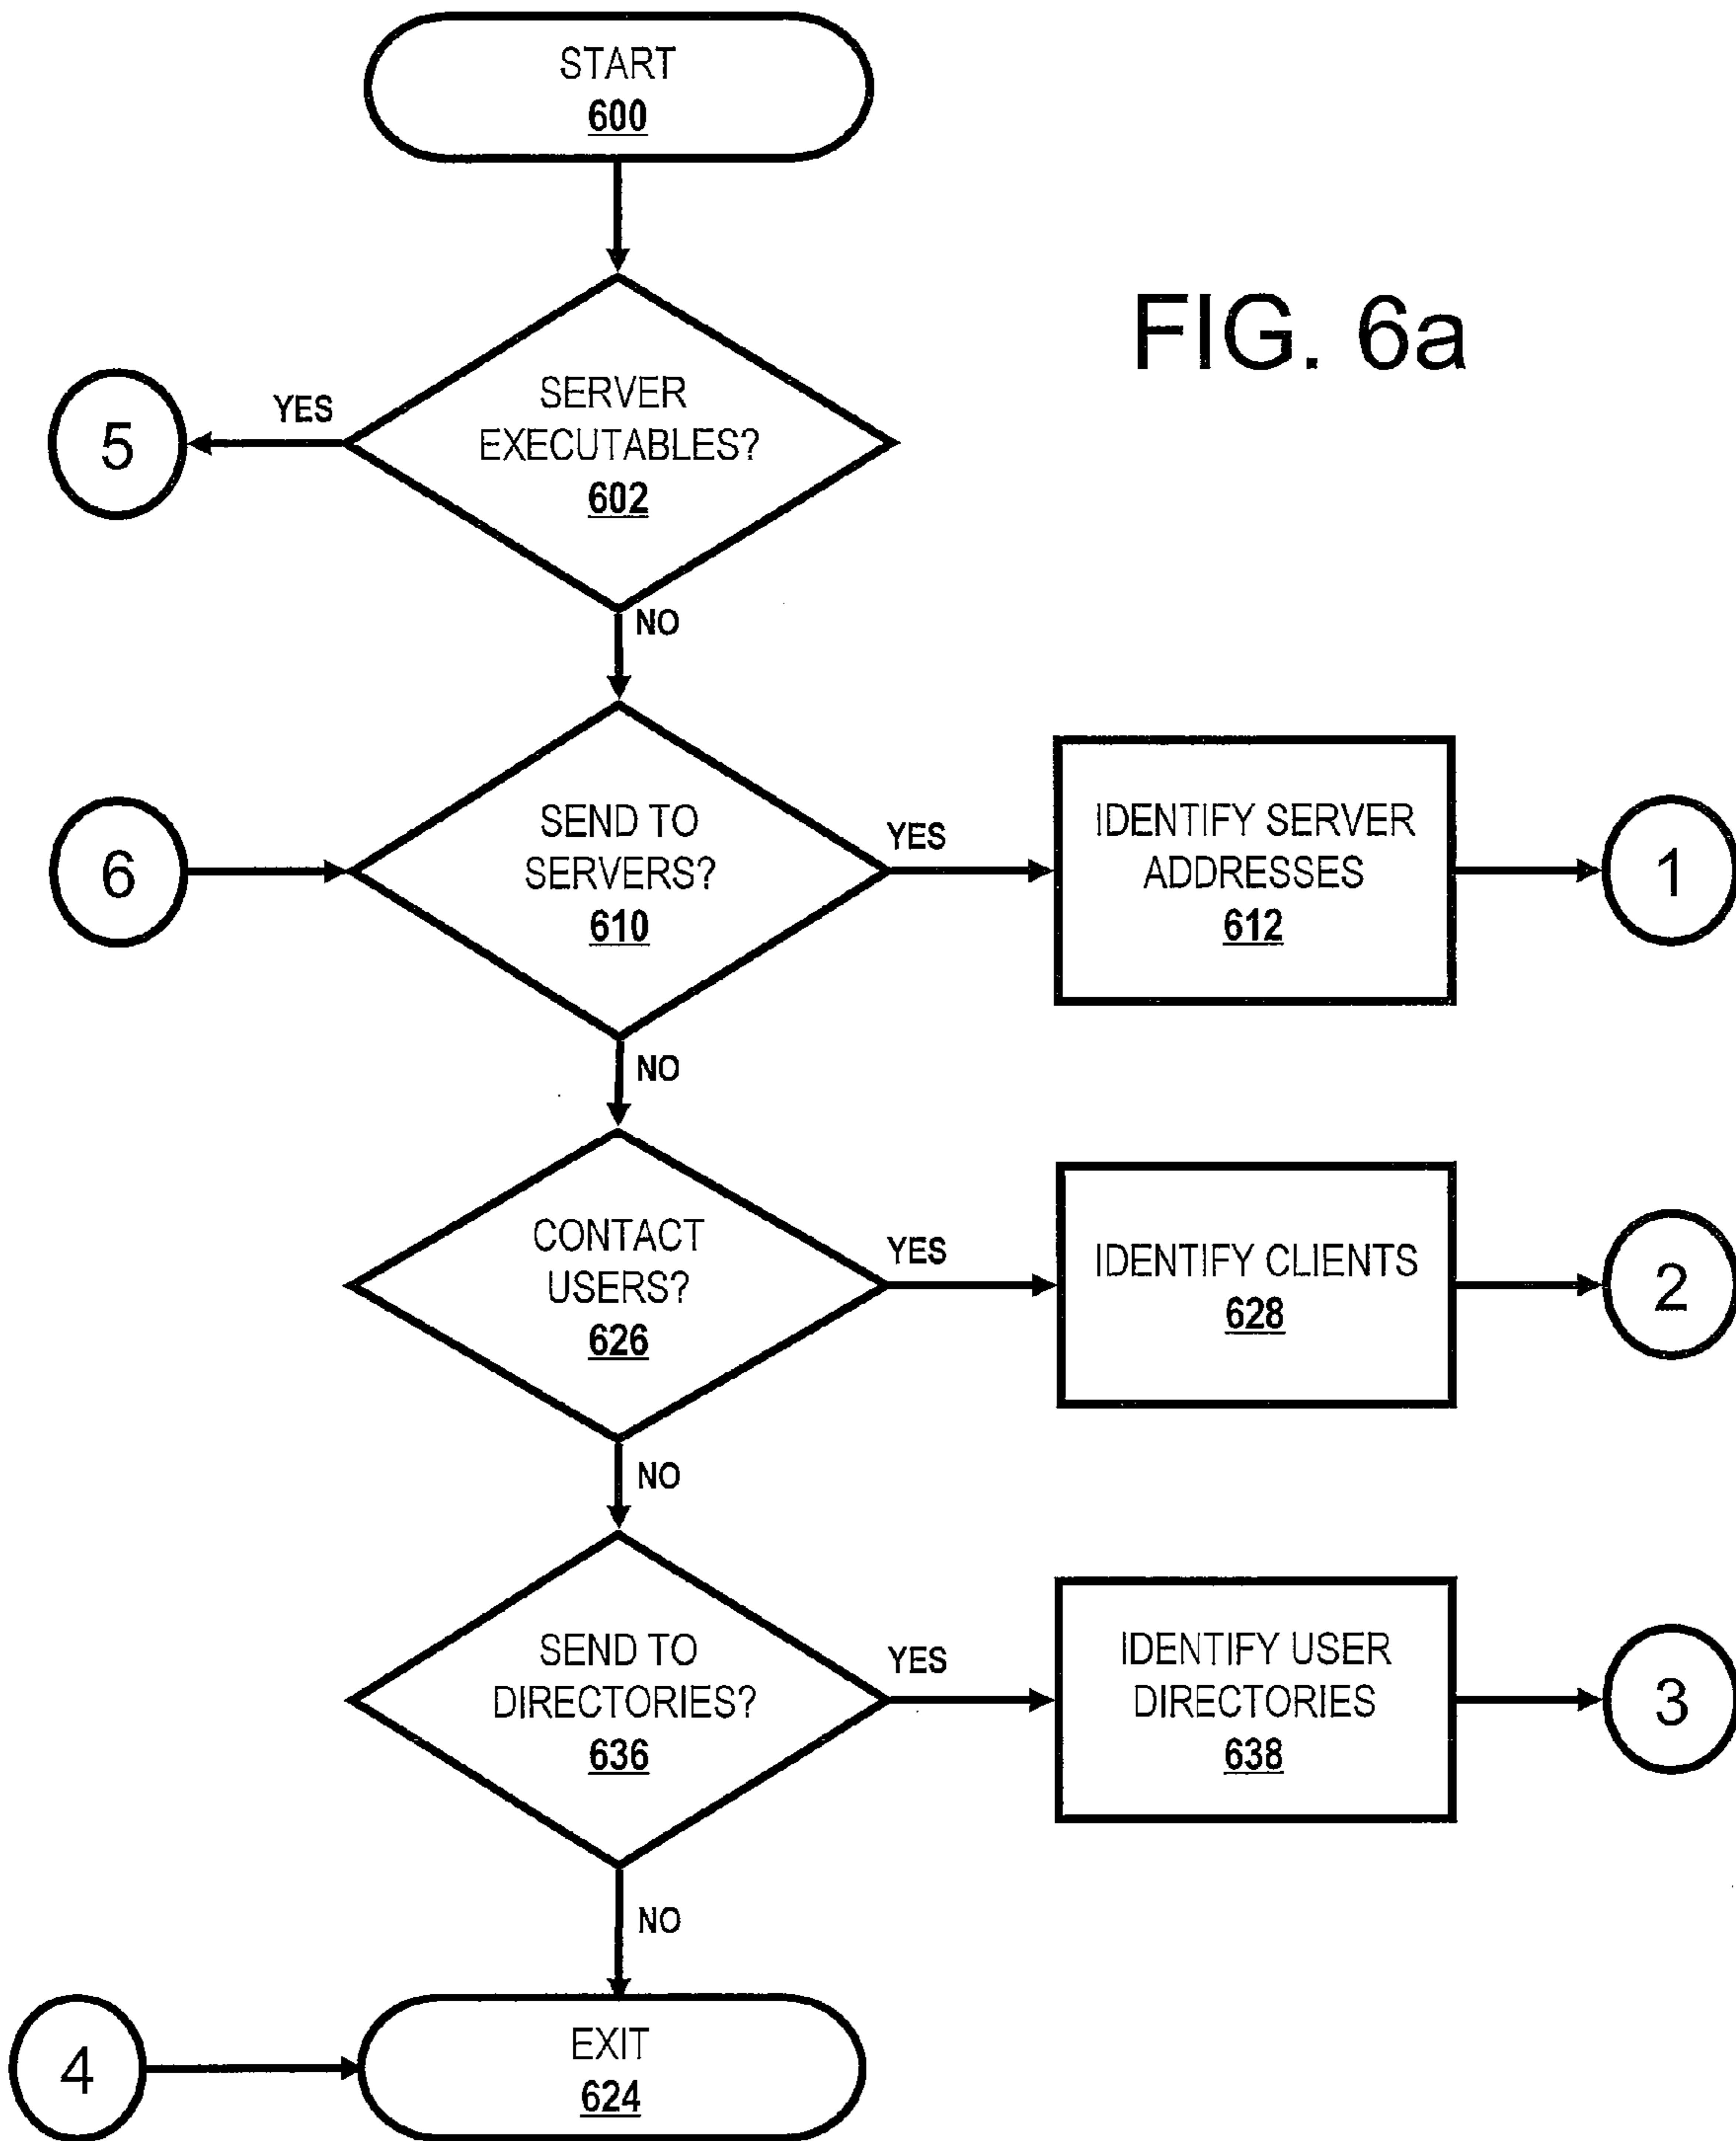 START
600
FIG. 6a
SERVER
EXECUTABLES?
602
YES
5
NO
6
SEND TO
SERVERS?
610
YES
IDENTIFY SERVER
ADDRESSES
612
1
NO
CONTACT
USERS?
626
YES
IDENTIFY CLIENTS
628
2
NO
SEND TO
DIRECTORIES?
636
YES
IDENTIFY USER
DIRECTORIES
638
3
NO
4
EXIT
624